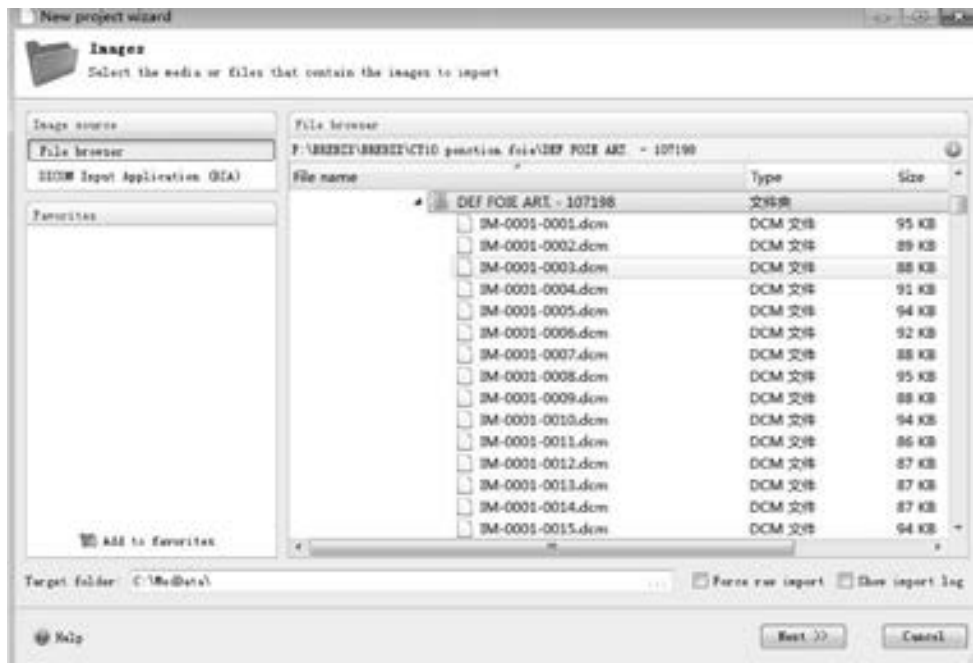 New project wizard
Images
Select the media or files that contain the images to import
Image source
File browser
DICOM Input Application (DIA)
Favorites
Add to favorites
File browser
F:\BREBIX\BREBIX\CT10 ponction foie\DEF FOIE ART. - 107198
File name Type Size
DEF FOIE ART. - 107198 文件夹
IM-0001-0001.dcm DCM 文件 95 KB
IM-0001-0002.dcm DCM 文件 89 KB
IM-0001-0003.dcm DCM 文件 88 KB
IM-0001-0004.dcm DCM 文件 91 KB
IM-0001-0005.dcm DCM 文件 94 KB
IM-0001-0006.dcm DCM 文件 92 KB
IM-0001-0007.dcm DCM 文件 88 KB
IM-0001-0008.dcm DCM 文件 95 KB
IM-0001-0009.dcm DCM 文件 88 KB
IM-0001-0010.dcm DCM 文件 94 KB
IM-0001-0011.dcm DCM 文件 86 KB
IM-0001-0012.dcm DCM 文件 87 KB
IM-0001-0013.dcm DCM 文件 87 KB
IM-0001-0014.dcm DCM 文件 87 KB
IM-0001-0015.dcm DCM 文件 94 KB
Target folder: C:\MedData\ ... Force raw import Show import log
Help Next >> Cancel